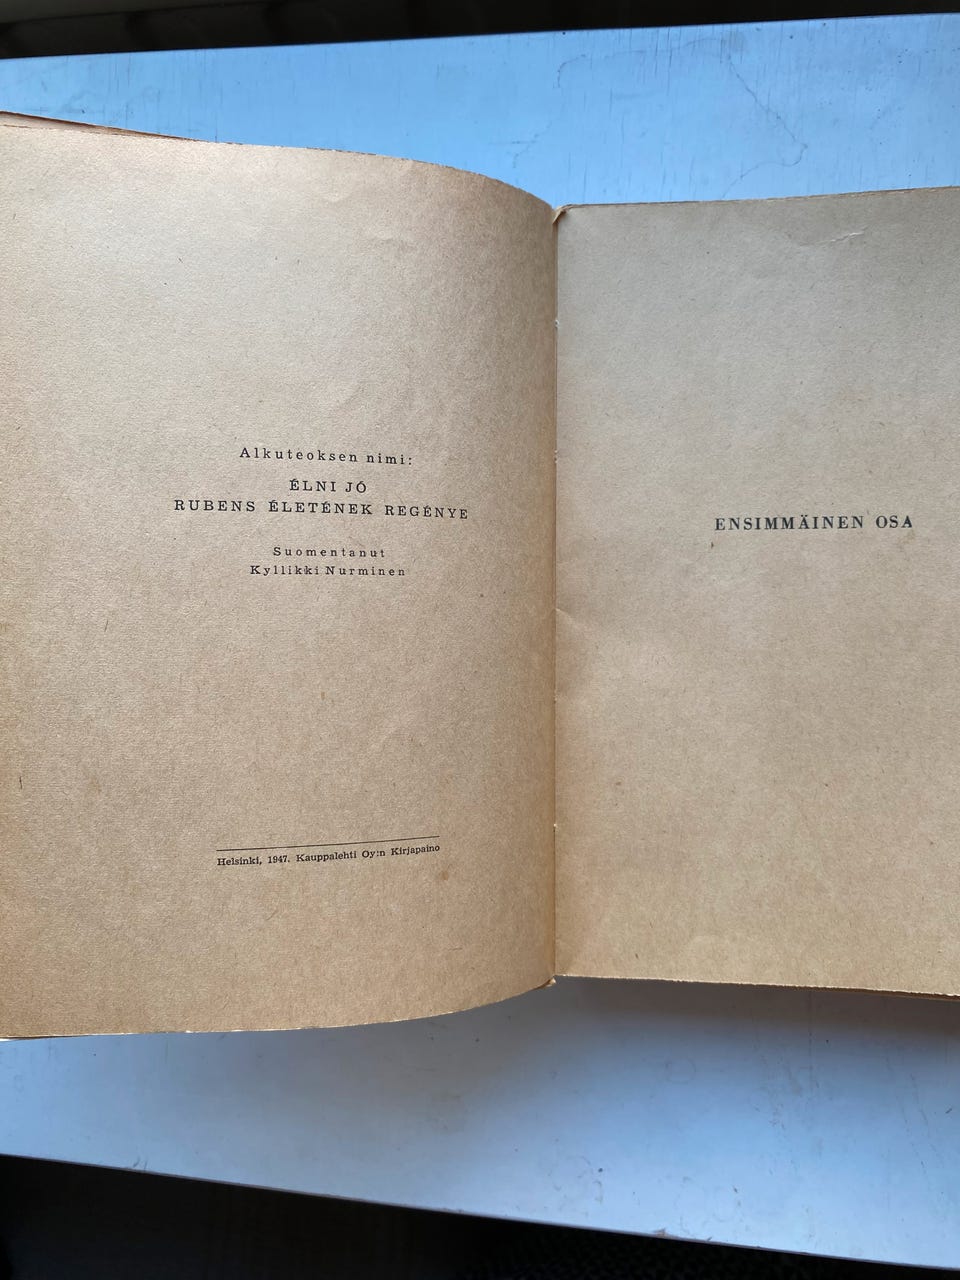 Alkuteoksen nimi:
ÉLNI JÓ
RUBENS ÉLETÉNEK REGÉNYE
Suomentanut
Kyllikki Nurminen
Helsinki, 1947. Kauppalehti Oy:n Kirjapaino
ENSIMMÄINEN OSA